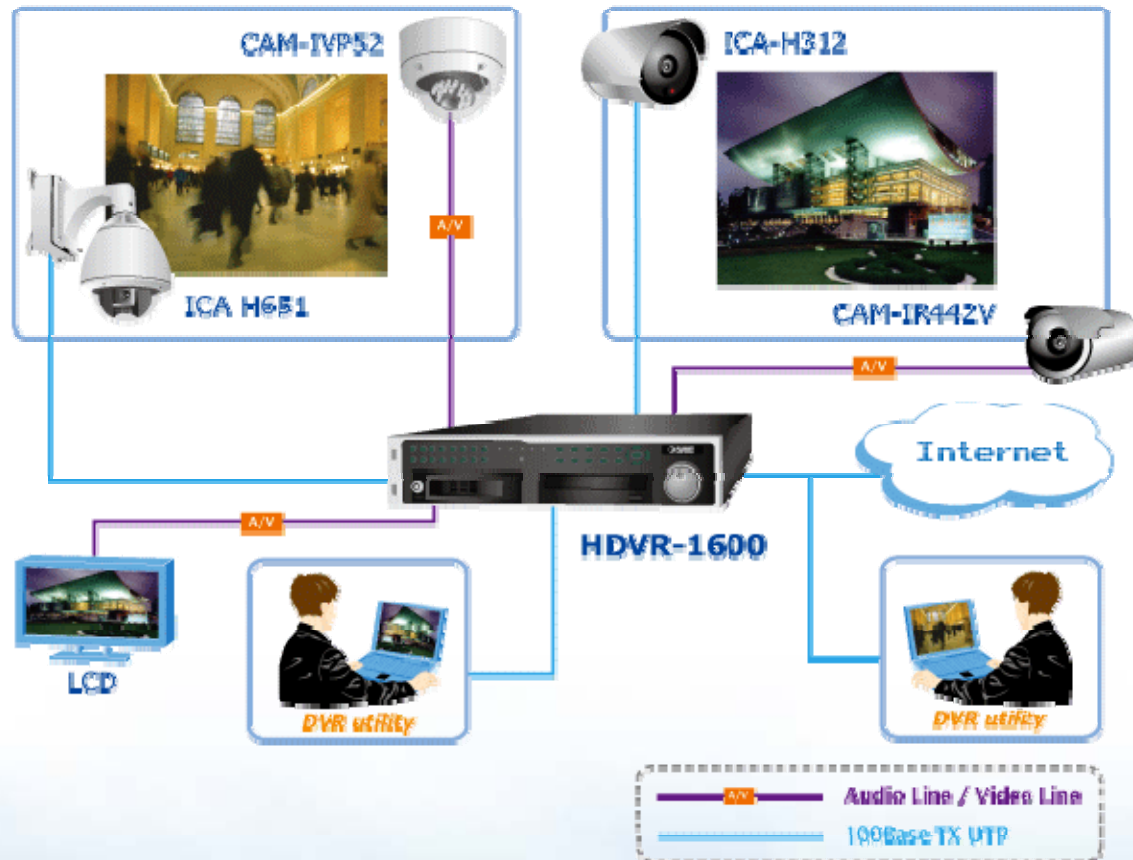 CAM-IVP52
ICA-H312
A/V
ICA H651
CAM-IR442V
A/V
Internet
A/V
HDVR-1600
LCD
DVR utility
DVR utility
A/V Audio Line / Video Line
100Base-TX UTP